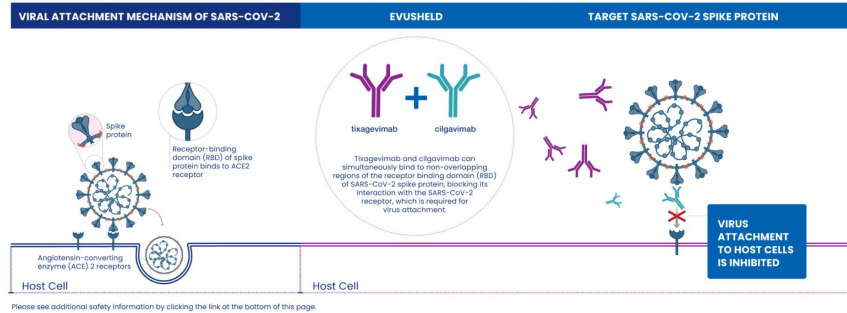 VIRAL ATTACHMENT MECHANISM OF SARS-COV-2
EVUSHELD
TARGET SARS-COV-2 SPIKE PROTEIN
Spike
protein
Receptor-binding
domain (RBD) of spike
protein binds to ACE2
receptor
Angiotensin-converting
enzyme (ACE) 2 receptors
Host Cell
tixagevimab
cilgavimab
Tixagevimab and cilgavimab can
simultaneously bind to non-overlapping
regions of the receptor binding domain (RBD)
of SARS-CoV-2 spike protein, blocking its
interaction with the SARS-CoV-2
receptor, which is required for
virus attachment.
Host Cell
VIRUS
ATTACHMENT
TO HOST CELLS
IS INHIBITED
Please see additional safety information by clicking the link at the bottom of this page.